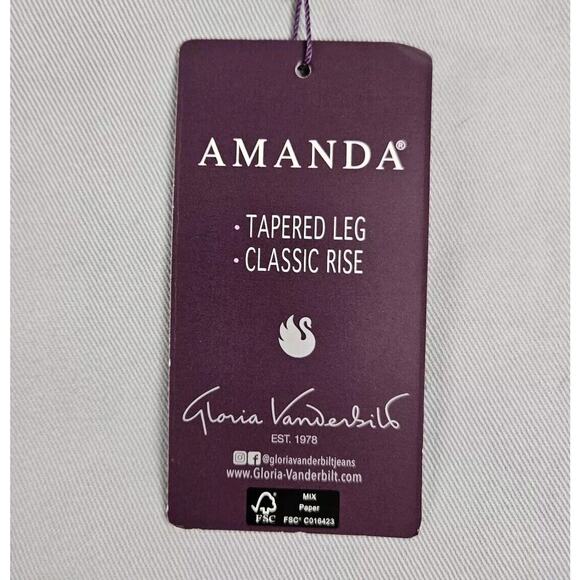 AMANDA®
· TAPERED LEG
· CLASSIC RISE
Gloria Vanderbilt
EST. 1978
@gloriavanderbiltjeans
www.Gloria-Vanderbilt.com
FSC
MIX
Paper
FSC® C016423